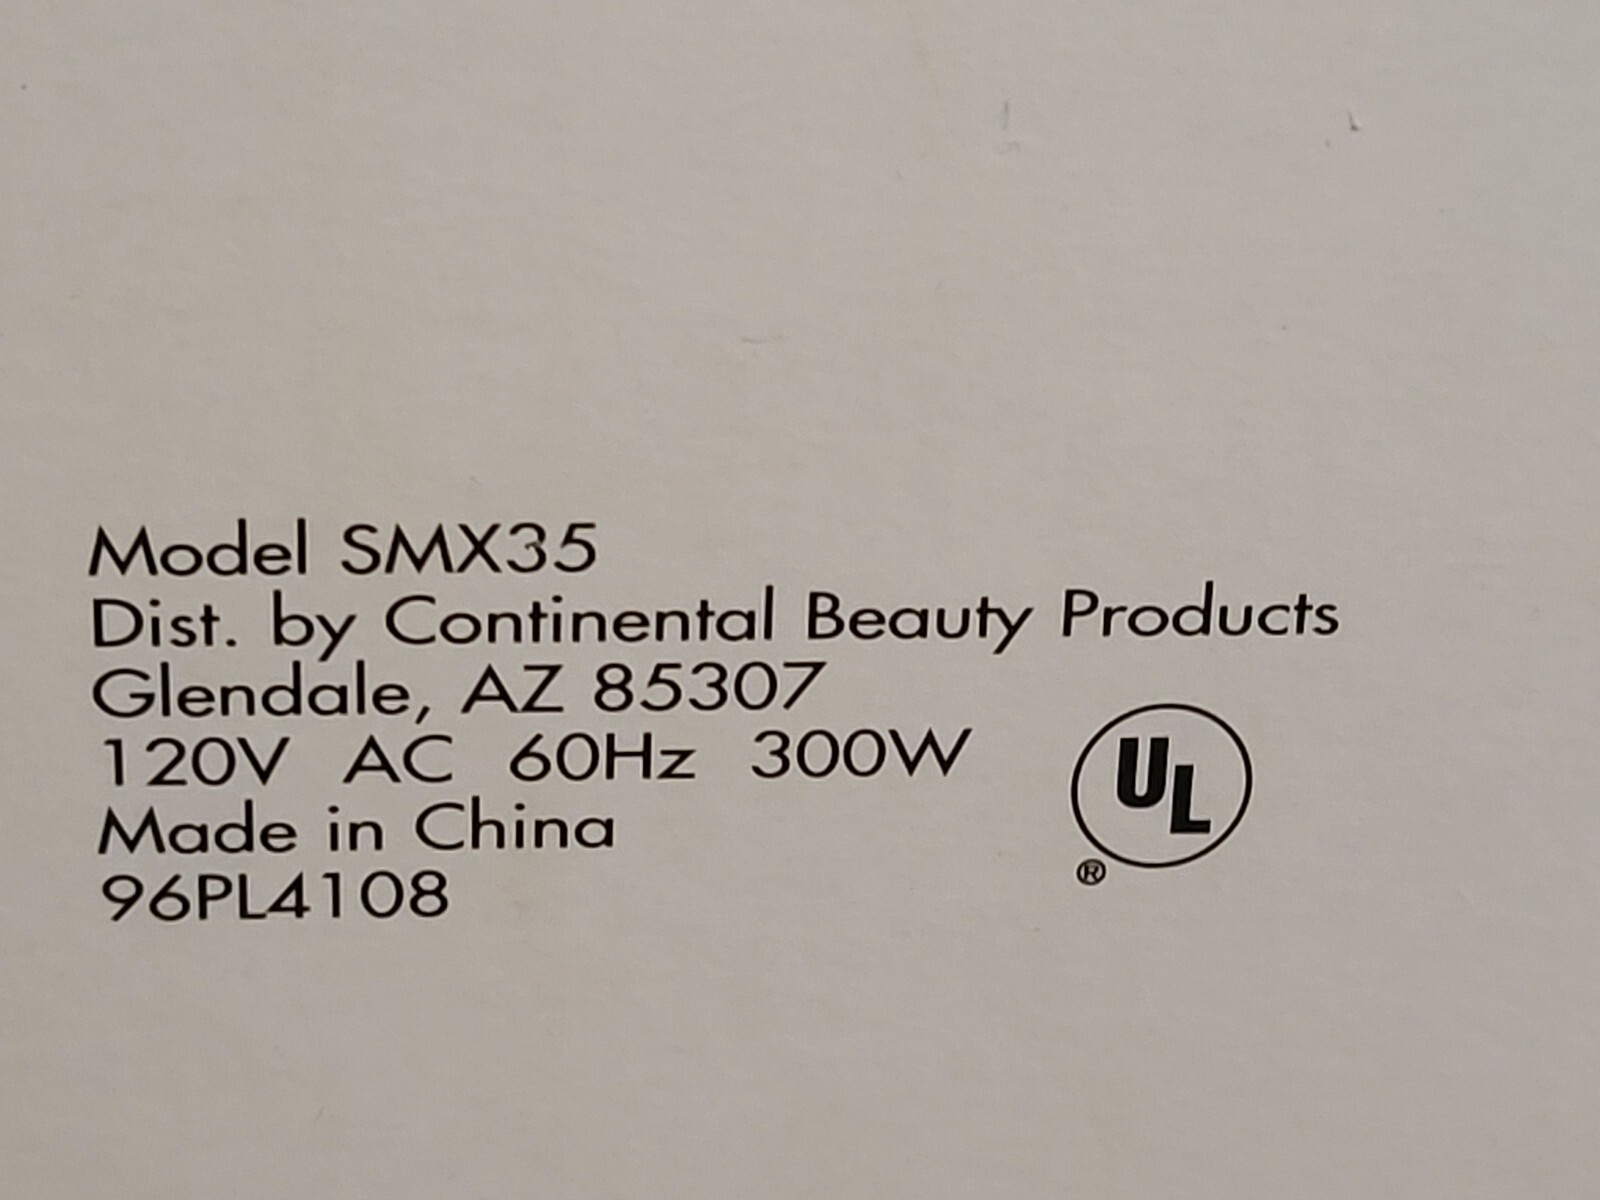 Model SMX35
Dist. by Continental Beauty Products
Glendale, AZ 85307
120V AC 60Hz 300W
Made in China
96PL4108
UL
®